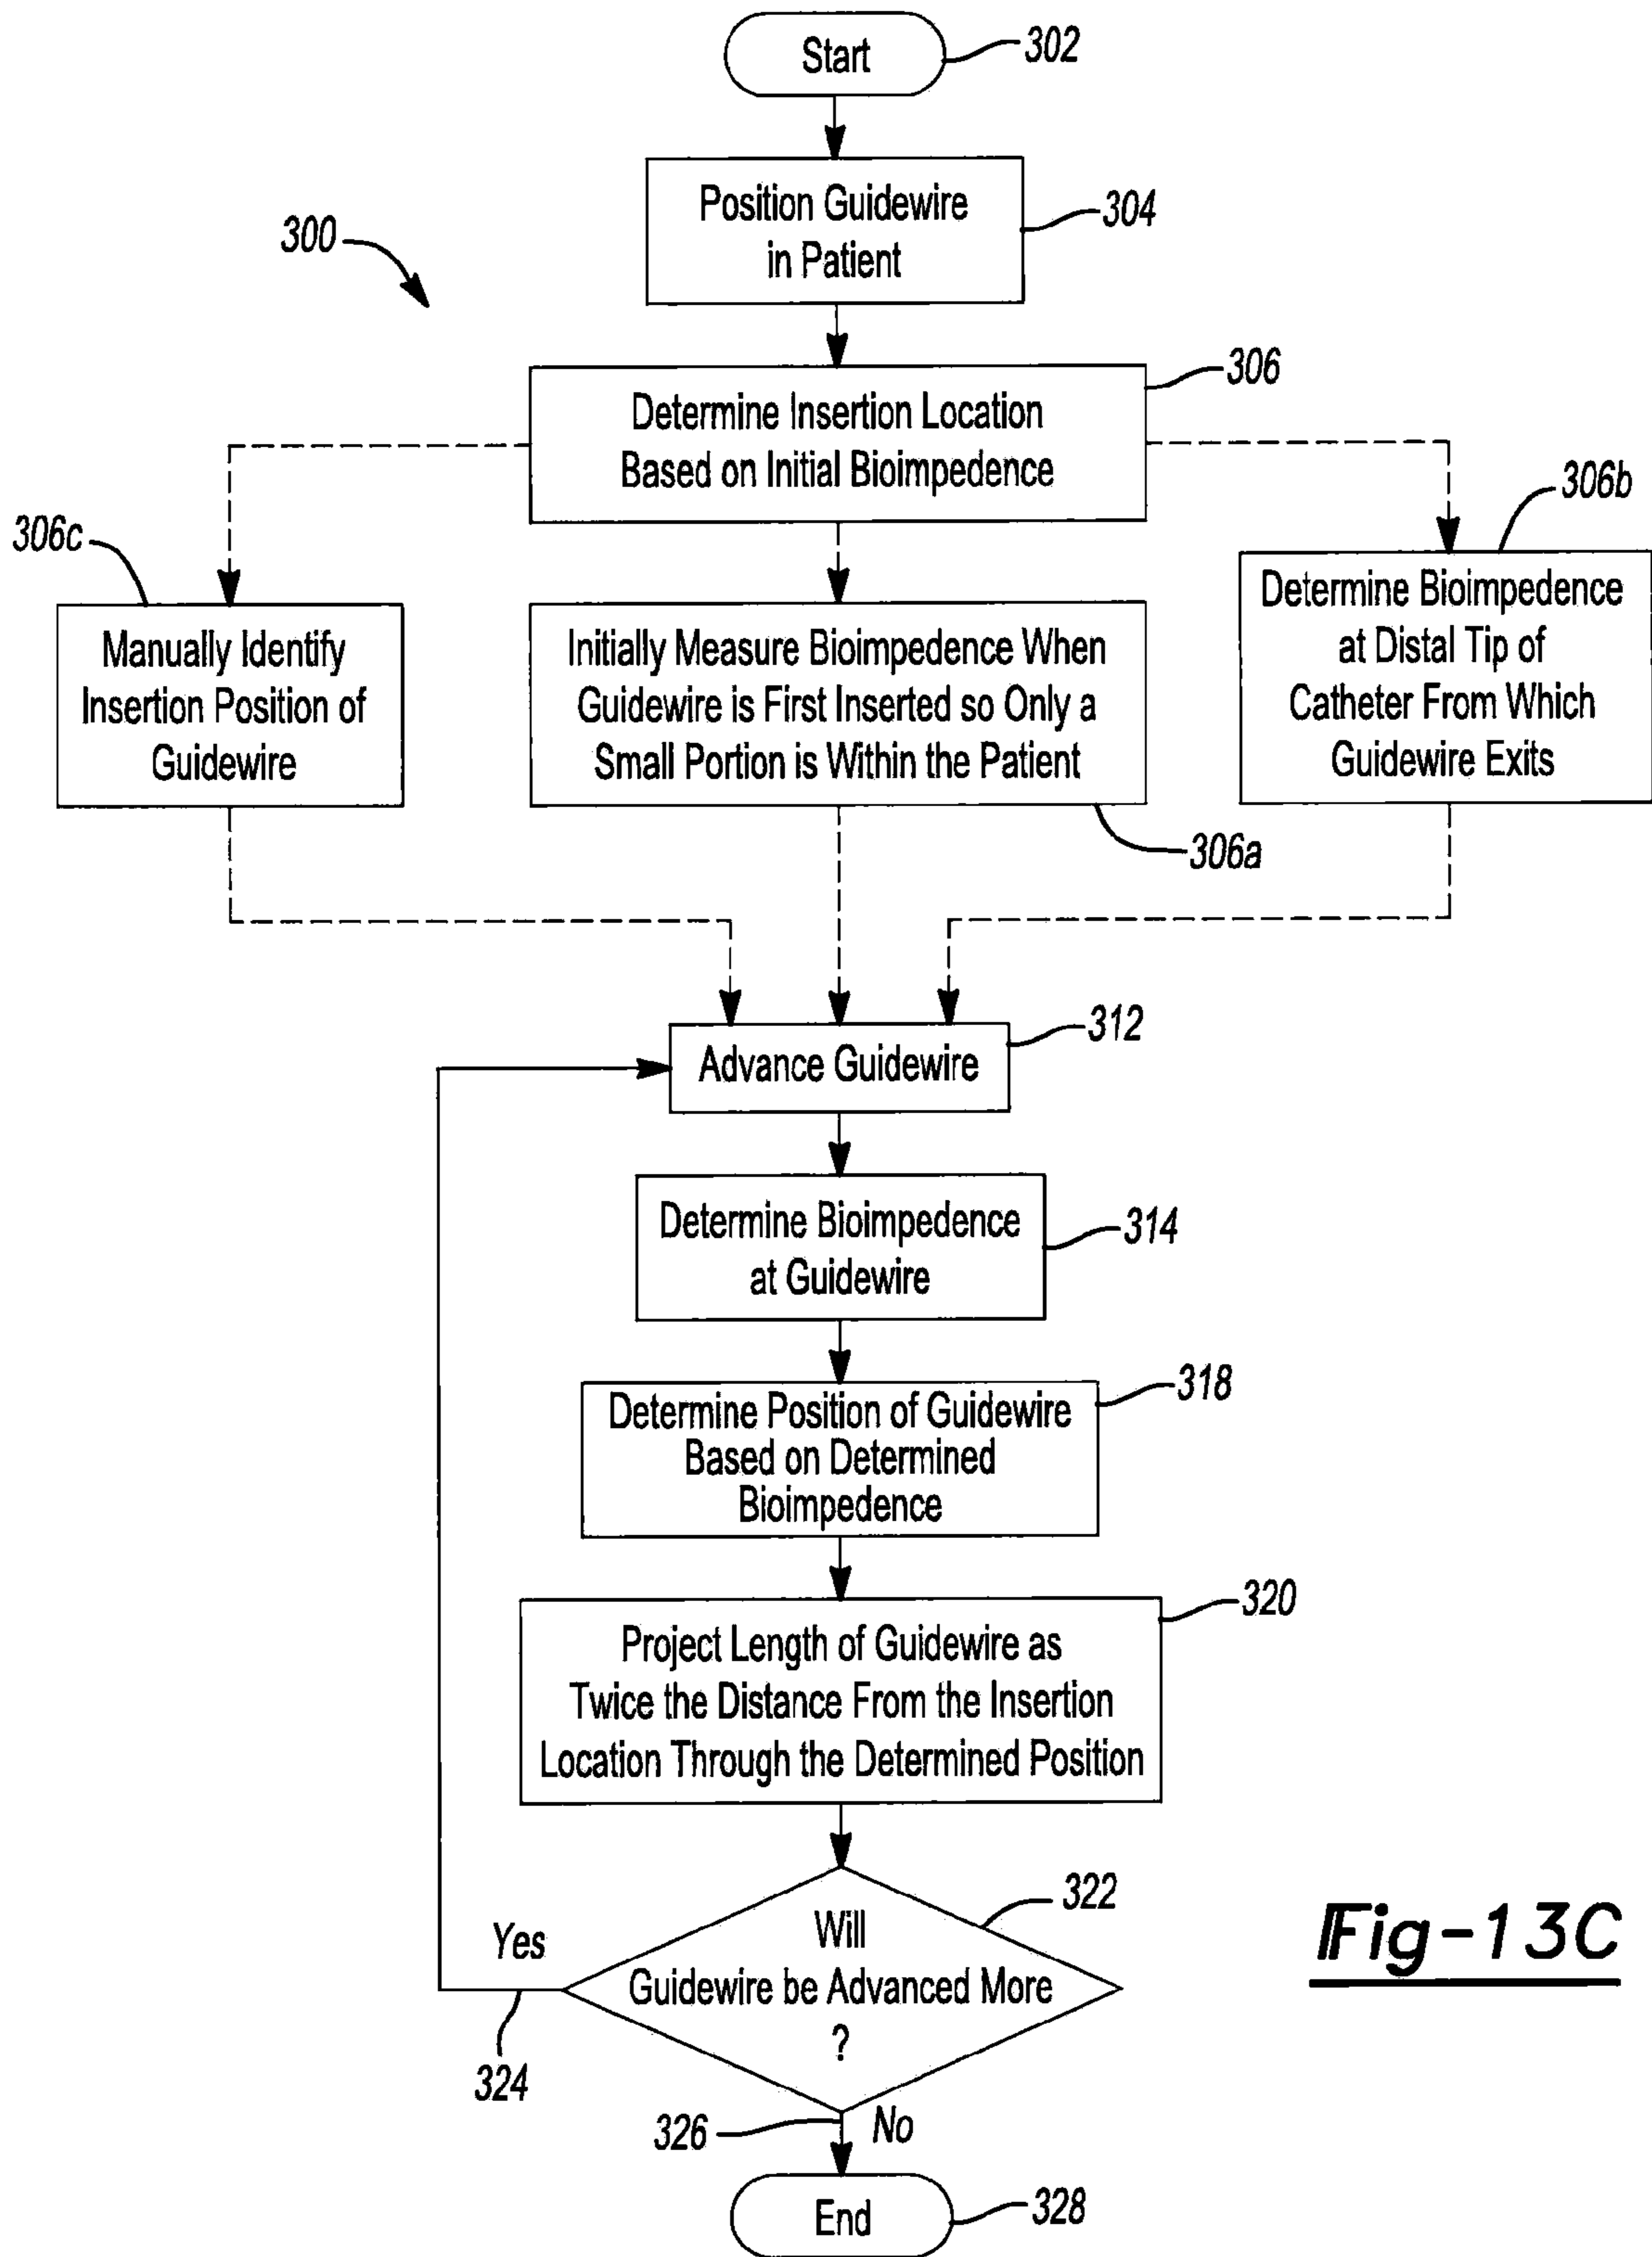 Start
302
Position Guidewire
in Patient
304
300
306
Determine Insertion Location
Based on Initial Bioimpedence
306b
306c
Manually Identify
Insertion Position of
Guidewire
Initially Measure Bioimpedence When
Guidewire is First Inserted so Only a
Small Portion is Within the Patient
306a
Determine Bioimpedence
at Distal Tip of
Catheter From Which
Guidewire Exits
312
Advance Guidewire
Determine Bioimpedence
at Guidewire
314
318
Determine Position of Guidewire
Based on Determined
Bioimpedence
320
Project Length of Guidewire as
Twice the Distance From the Insertion
Location Through the Determined Position
322
Yes
Will
Guidewire be Advanced More
?
324
326
No
End
328
Fig-13C